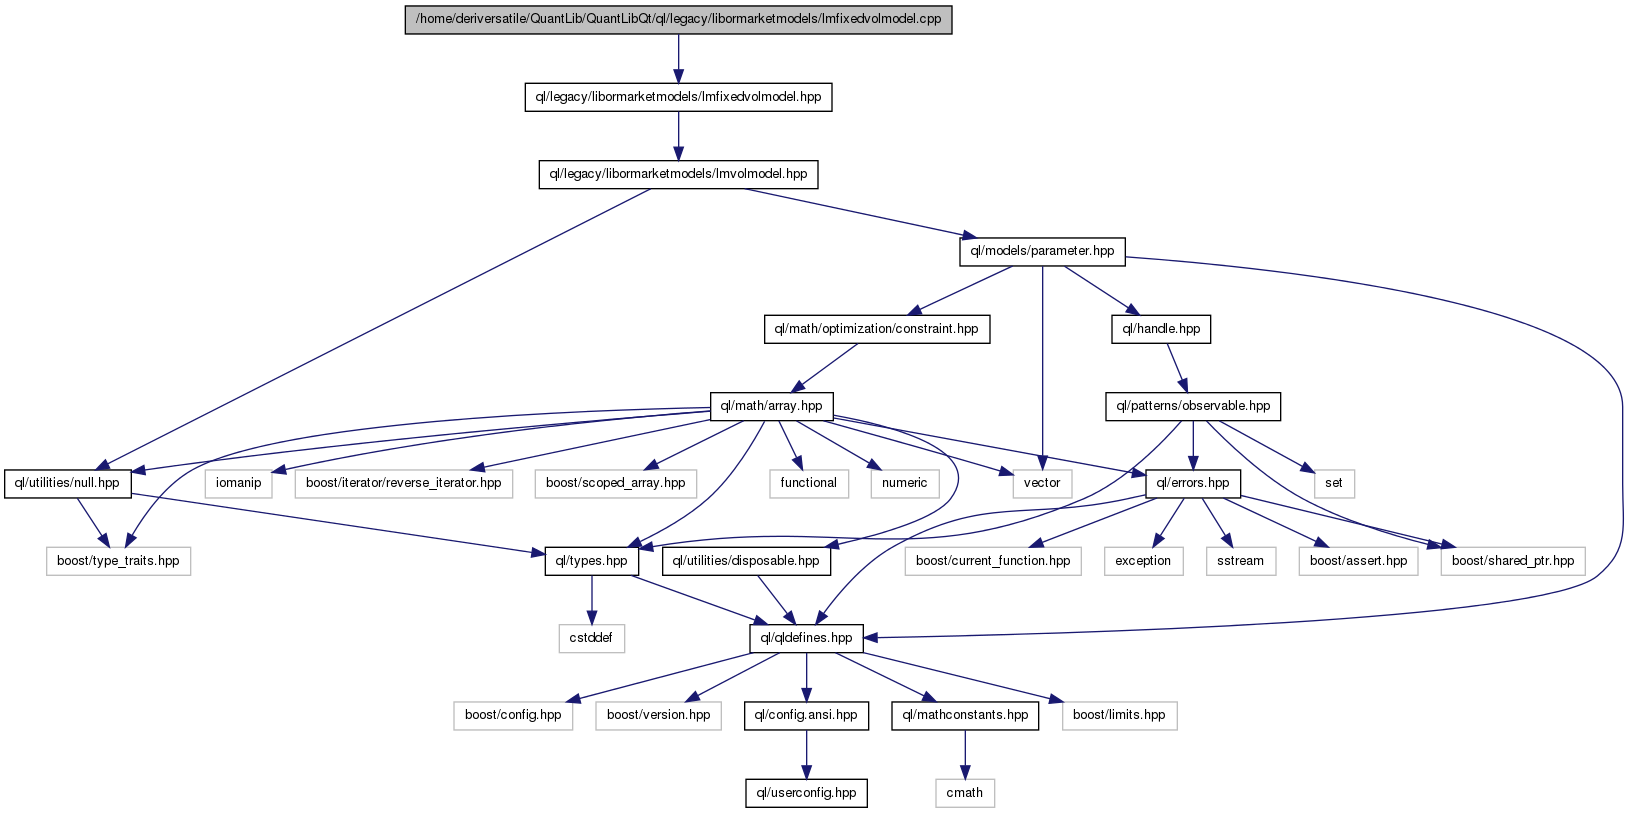 /home/deriversatile/QuantLib/QuantLibQt/ql/legacy/libormarketmodels/lmfixedvolmodel.cpp
ql/legacy/libormarketmodels/lmfixedvolmodel.hpp
ql/legacy/libormarketmodels/lmvolmodel.hpp
ql/models/parameter.hpp
ql/math/optimization/constraint.hpp
ql/handle.hpp
ql/math/array.hpp
ql/patterns/observable.hpp
ql/utilities/null.hpp
iomanip
boost/iterator/reverse_iterator.hpp
boost/scoped_array.hpp
functional
numeric
vector
ql/errors.hpp
set
boost/type_traits.hpp
ql/types.hpp
ql/utilities/disposable.hpp
boost/current_function.hpp
exception
sstream
boost/assert.hpp
boost/shared_ptr.hpp
cstddef
ql/qldefines.hpp
boost/config.hpp
boost/version.hpp
ql/config.ansi.hpp
ql/mathconstants.hpp
boost/limits.hpp
ql/userconfig.hpp
cmath